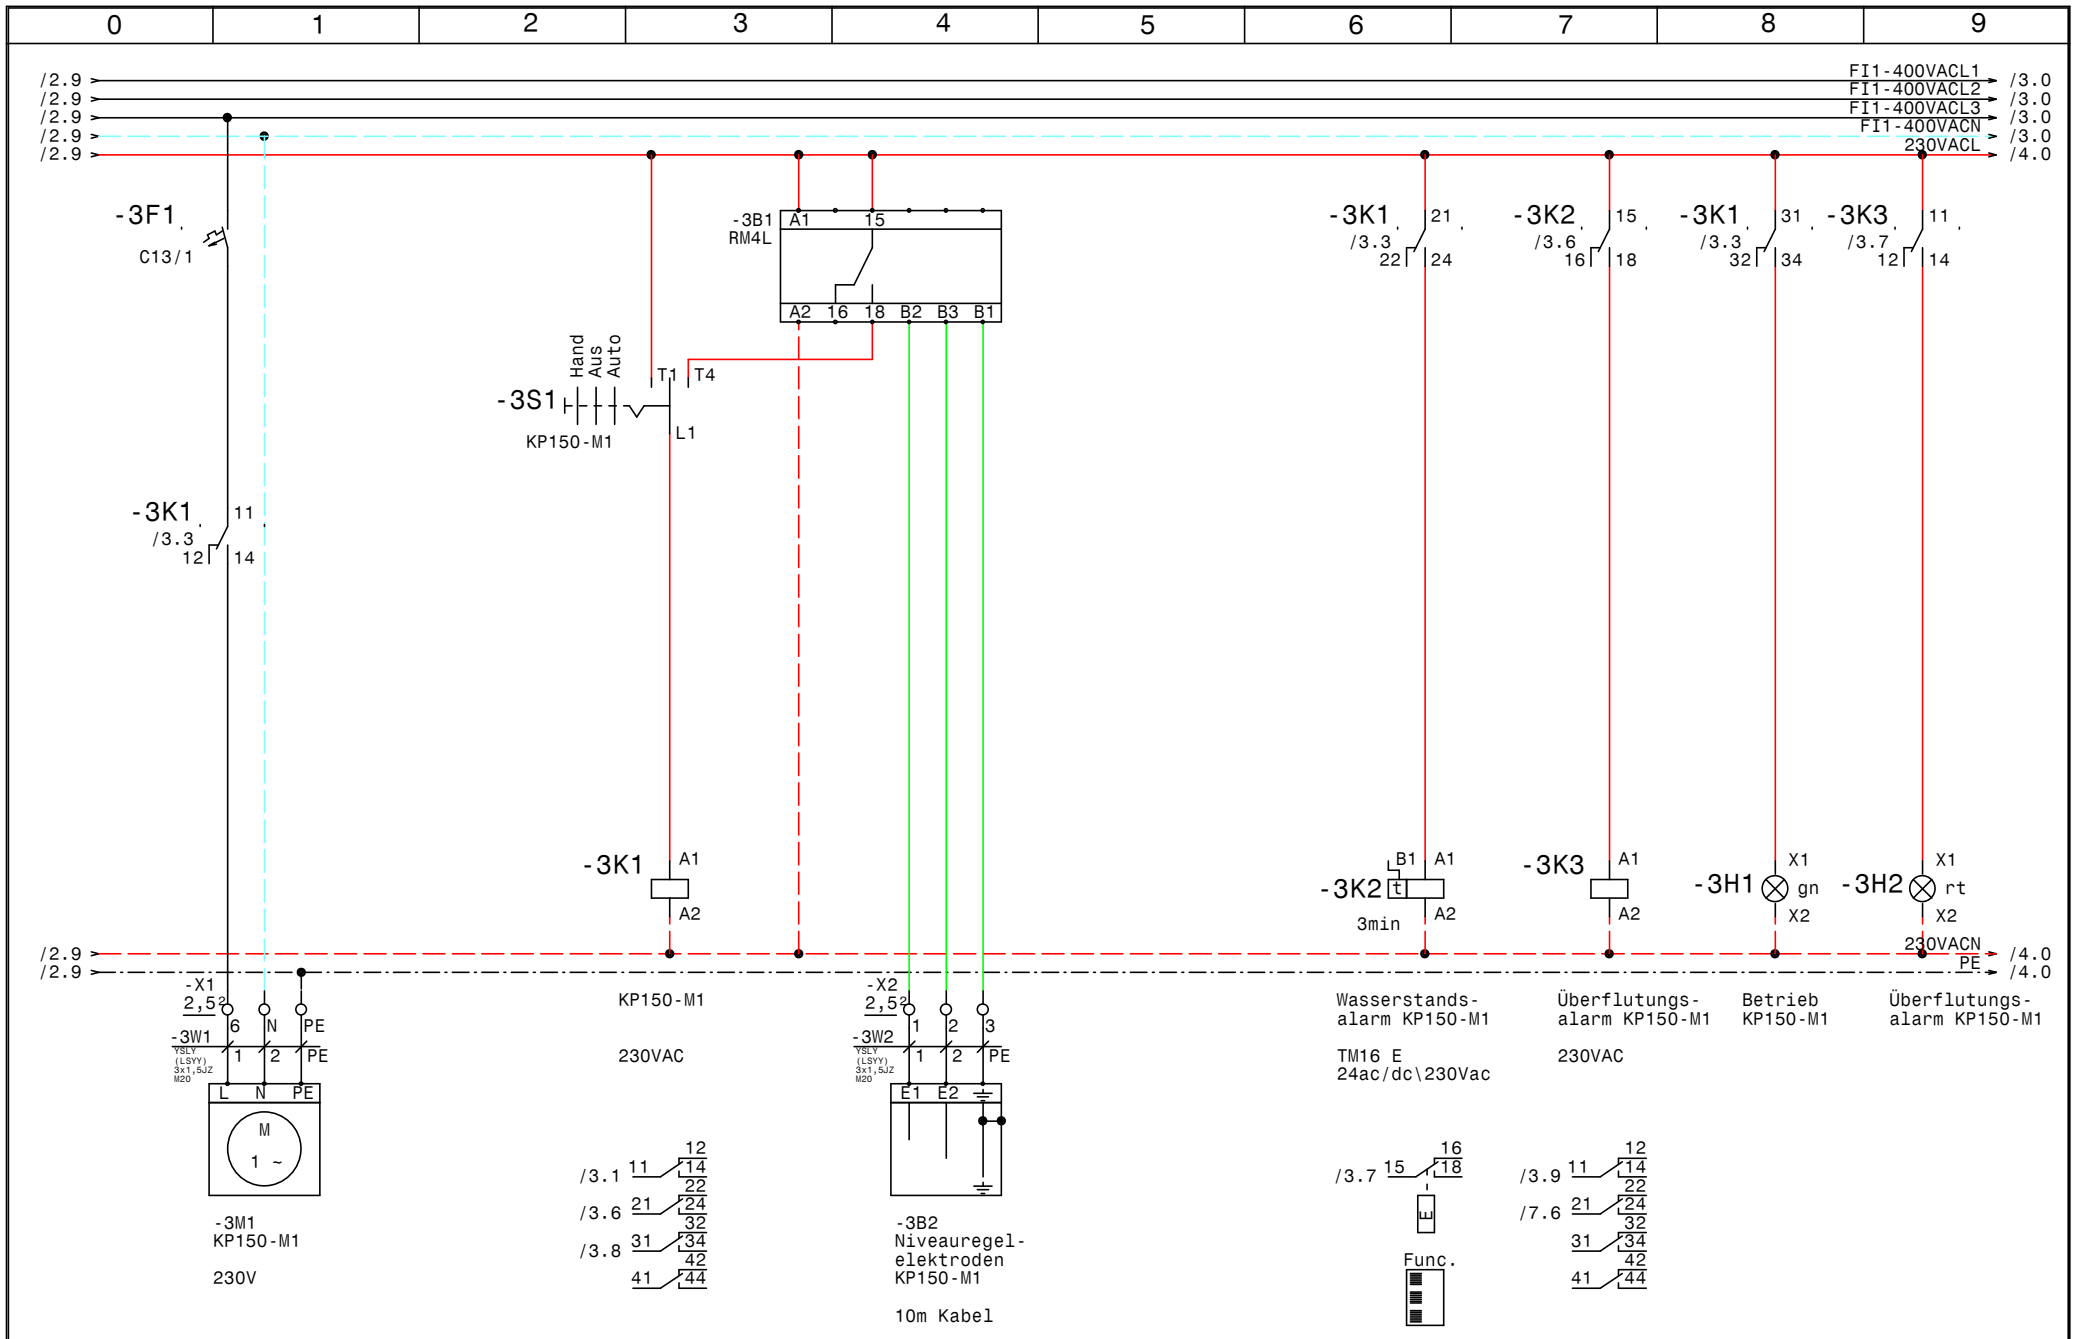 0 1 2 3 4 5 6 7 8 9
/2.9 FI1-400VACL1 /3.0
/2.9 FI1-400VACL2 /3.0
/2.9 FI1-400VACL3 /3.0
/2.9 FI1-400VACN /3.0
/2.9 230VACL /4.0
-3F1
C13/1
-3B1
RM4L
A1 15
A2 16 18 B2 B3 B1
-3K1
/3.3
21
22 24
-3K2
/3.6
15
16 18
-3K1
/3.3
31
32 34
-3K3
/3.7
11
12 14
Hand
Aus
Auto
T1 T4
-3S1
L1
KP150-M1
-3K1
/3.3
11
12 14
-3K1
A1
A2
-3K2
B1 A1
t
A2
3min
-3K3
A1
A2
-3H1
X1
gn
X2
-3H2
X1
rt
X2
/2.9 230VACN /4.0
/2.9 PE /4.0
-X1
2,5²
6 N PE
-3W1
1 2 PE
YSLY
(LSYY)
3x1,5JZ
M20
L N PE
M
1 ~
-3M1
KP150-M1
230V
KP150-M1
230VAC
-X2
2,5²
1 2 3
-3W2
1 2 PE
YSLY
(LSYY)
3x1,5JZ
M20
E1 E2
-3B2
Niveauregel-
elektroden
KP150-M1
10m Kabel
Wasserstands-
alarm KP150-M1
TM16 E
24ac/dc\230Vac
Überflutungs-
alarm KP150-M1
230VAC
Betrieb
KP150-M1
Überflutungs-
alarm KP150-M1
12
/3.1 11 14
22
/3.6 21 24
32
/3.8 31 34
42
41 44
16
/3.7 15 18
E
Func.
12
/3.9 11 14
22
/7.6 21 24
32
31 34
42
41 44